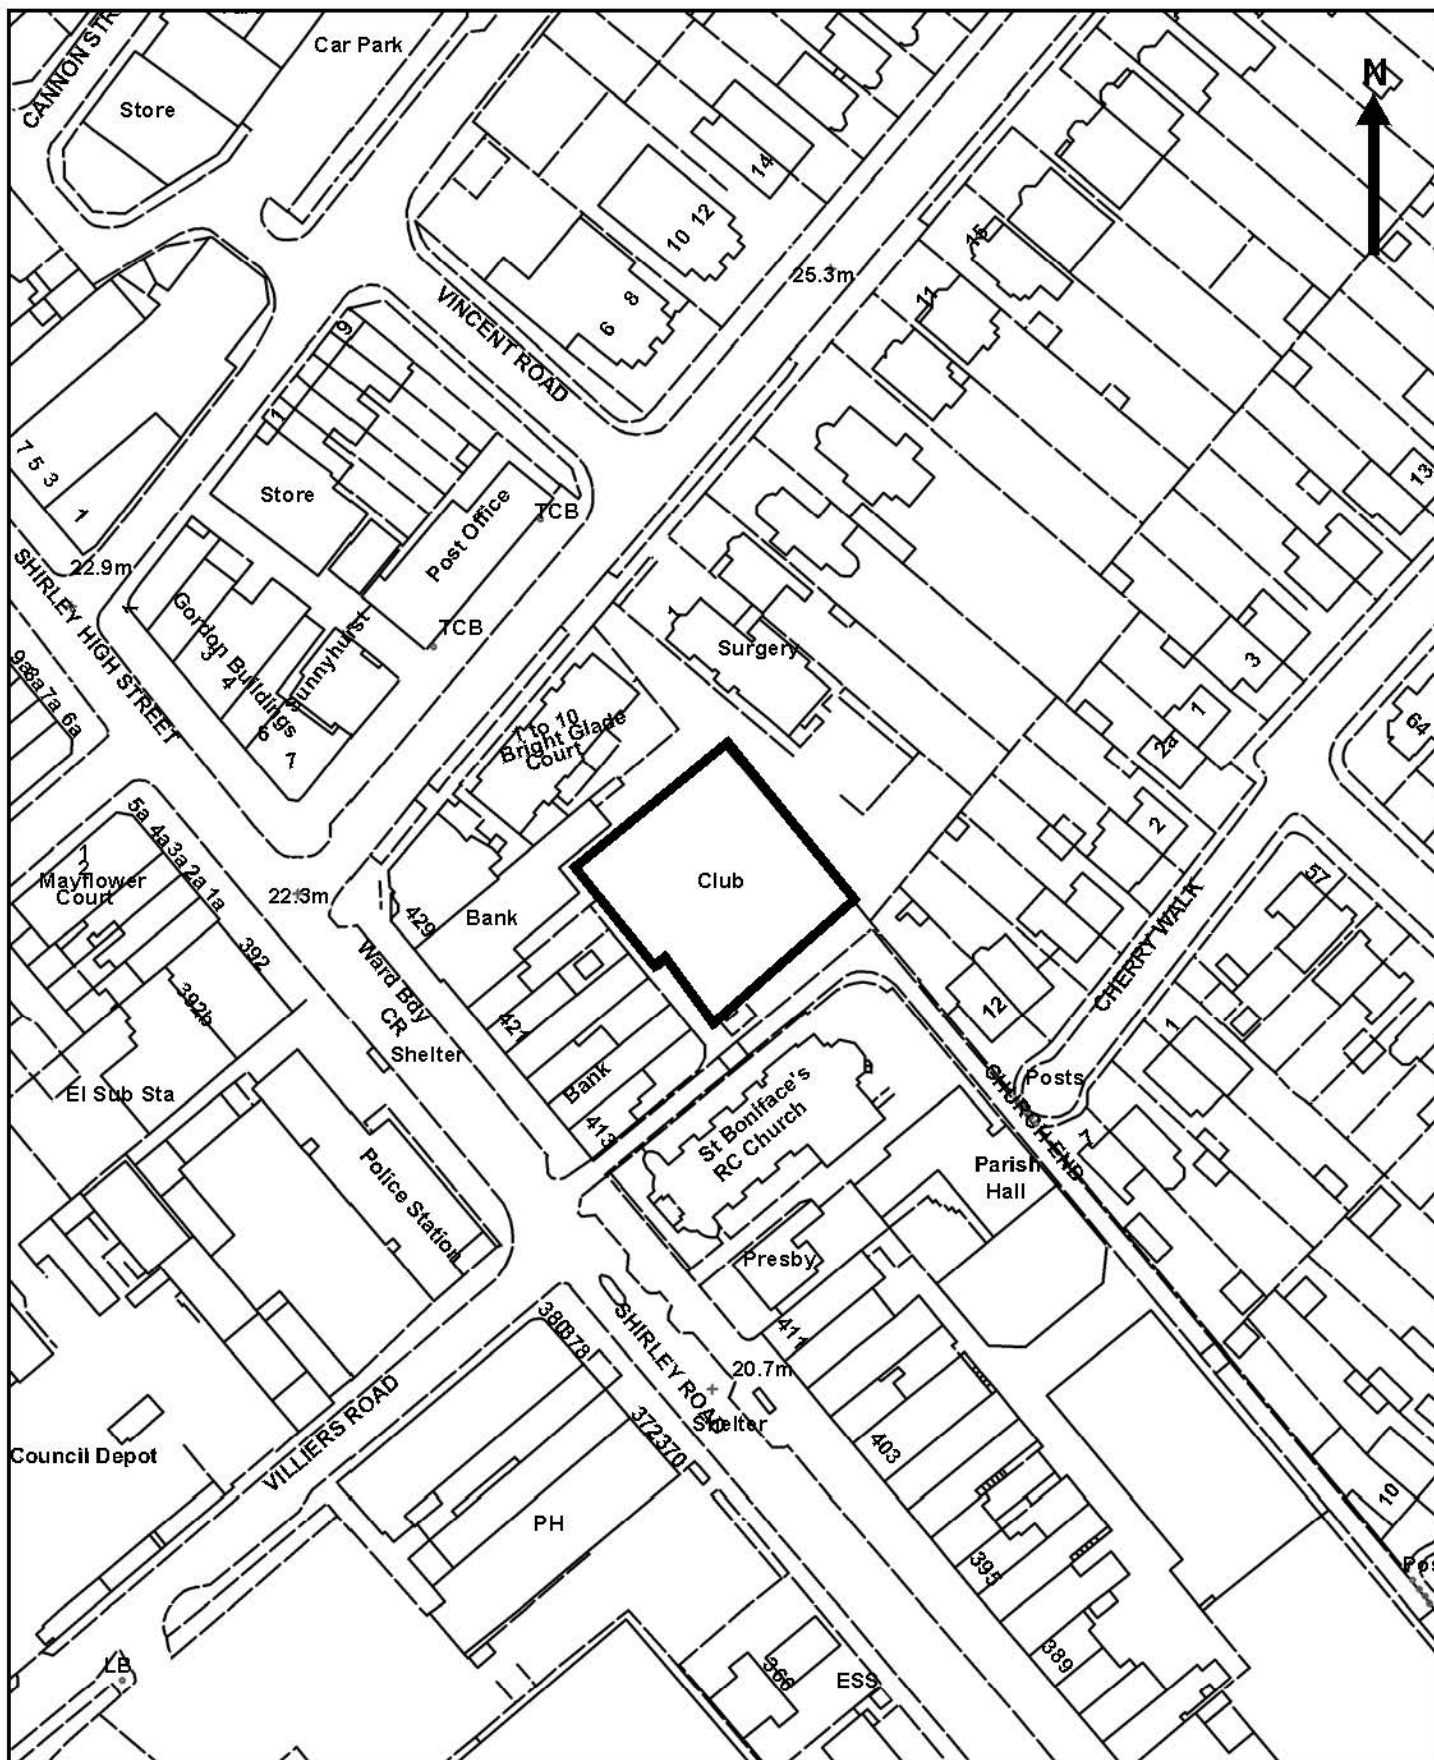 CANNON STR
Car Park
Store
N
14
10 12
15
25.3m
11
8
6
VINCENT ROAD
9
11
7 5 3
1
Store
Post Office
TCB
13
22.9m
SHIRLEY HIGH STREET
1
Gordon Buildings
3
4
6
7
Sunnyhurst
TCB
1
Surgery
3
1
2a
64
9a
8a
7a
6a
1 to 10
Bright Glade
Court
5a 4a 3a 2a 1a
1
2
Mayflower
Court
2
57
Club
22.3m
429
Bank
392
CHERRY WALK
Ward Bdy
CR
392b
421
12
1
Shelter
El Sub Sta
Bank
413
St Boniface's
RC Church
Posts
CHURCH END
7
Police Station
Parish
Hall
Presby
380
378
SHIRLEY ROAD
411
20.7m
Shelter
372
370
403
VILLIERS ROAD
Council Depot
10
PH
395
Pos
389
LB
366
ESS